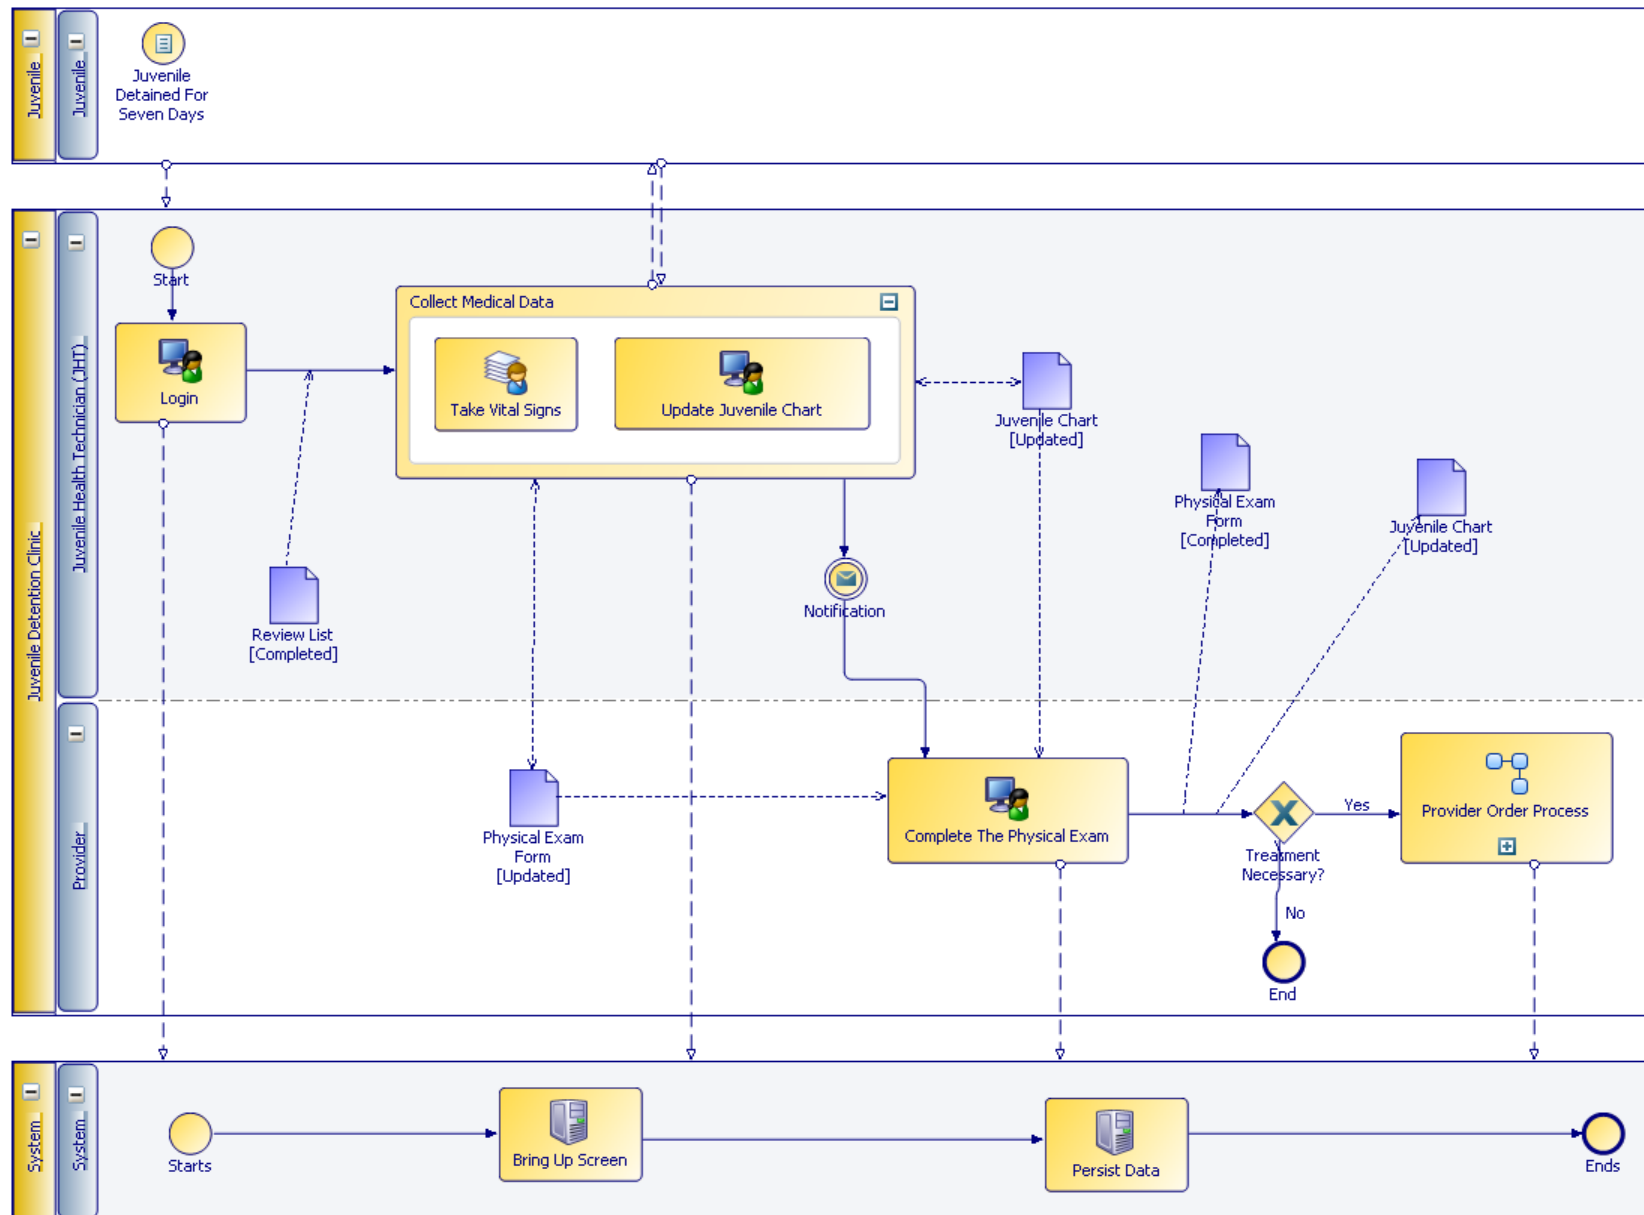 Juvenile
Juvenile
Juvenile
Detained For
Seven Days
Juvenile Detention Clinic
Juvenile Health Technician (JHT)
Start
Login
Collect Medical Data
Take Vital Signs
Update Juvenile Chart
Juvenile Chart
[Updated]
Physical Exam
Form
[Completed]
Juvenile Chart
[Updated]
Notification
Review List
[Completed]
Provider
Physical Exam
Form
[Updated]
Complete The Physical Exam
Treatment
Necessary?
Yes
No
Provider Order Process
End
System
System
Starts
Bring Up Screen
Persist Data
Ends